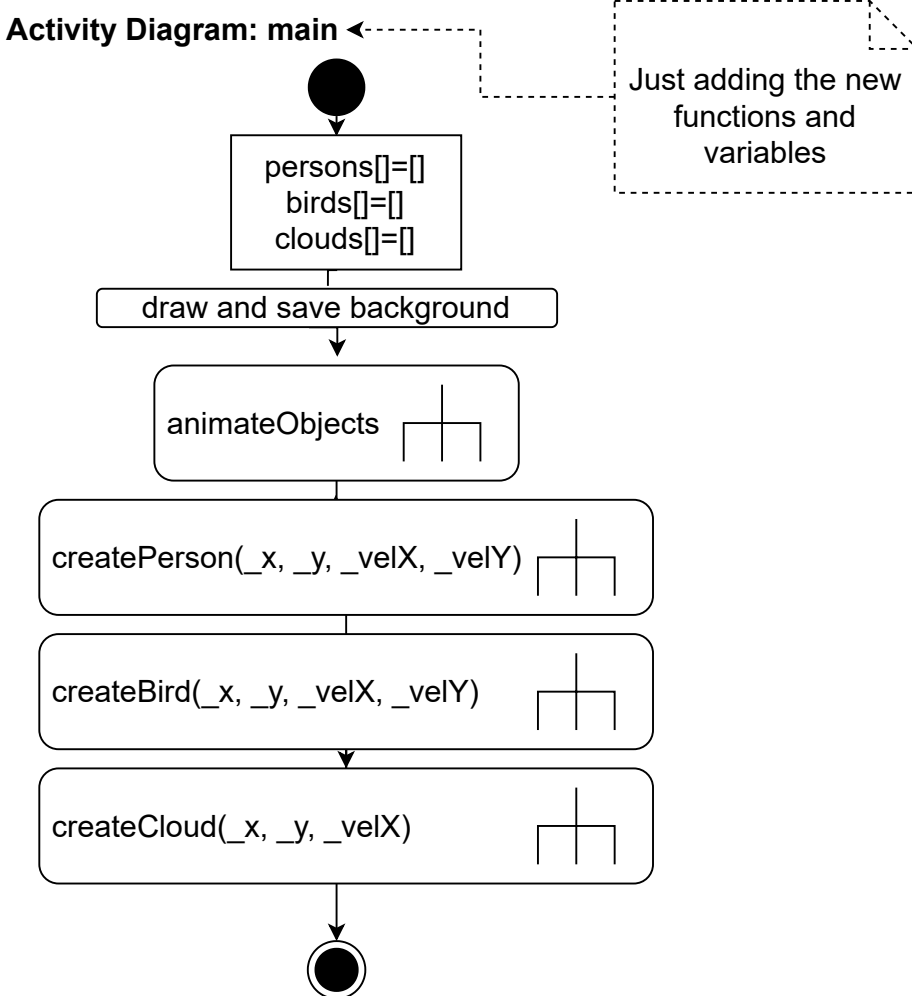 Activity Diagram: main
Just adding the new
functions and
variables
persons[]=[]
birds[]=[]
clouds[]=[]
draw and save background
animateObjects
createPerson(_x, _y, _velX, _velY)
createBird(_x, _y, _velX, _velY)
createCloud(_x, _y, _velX)